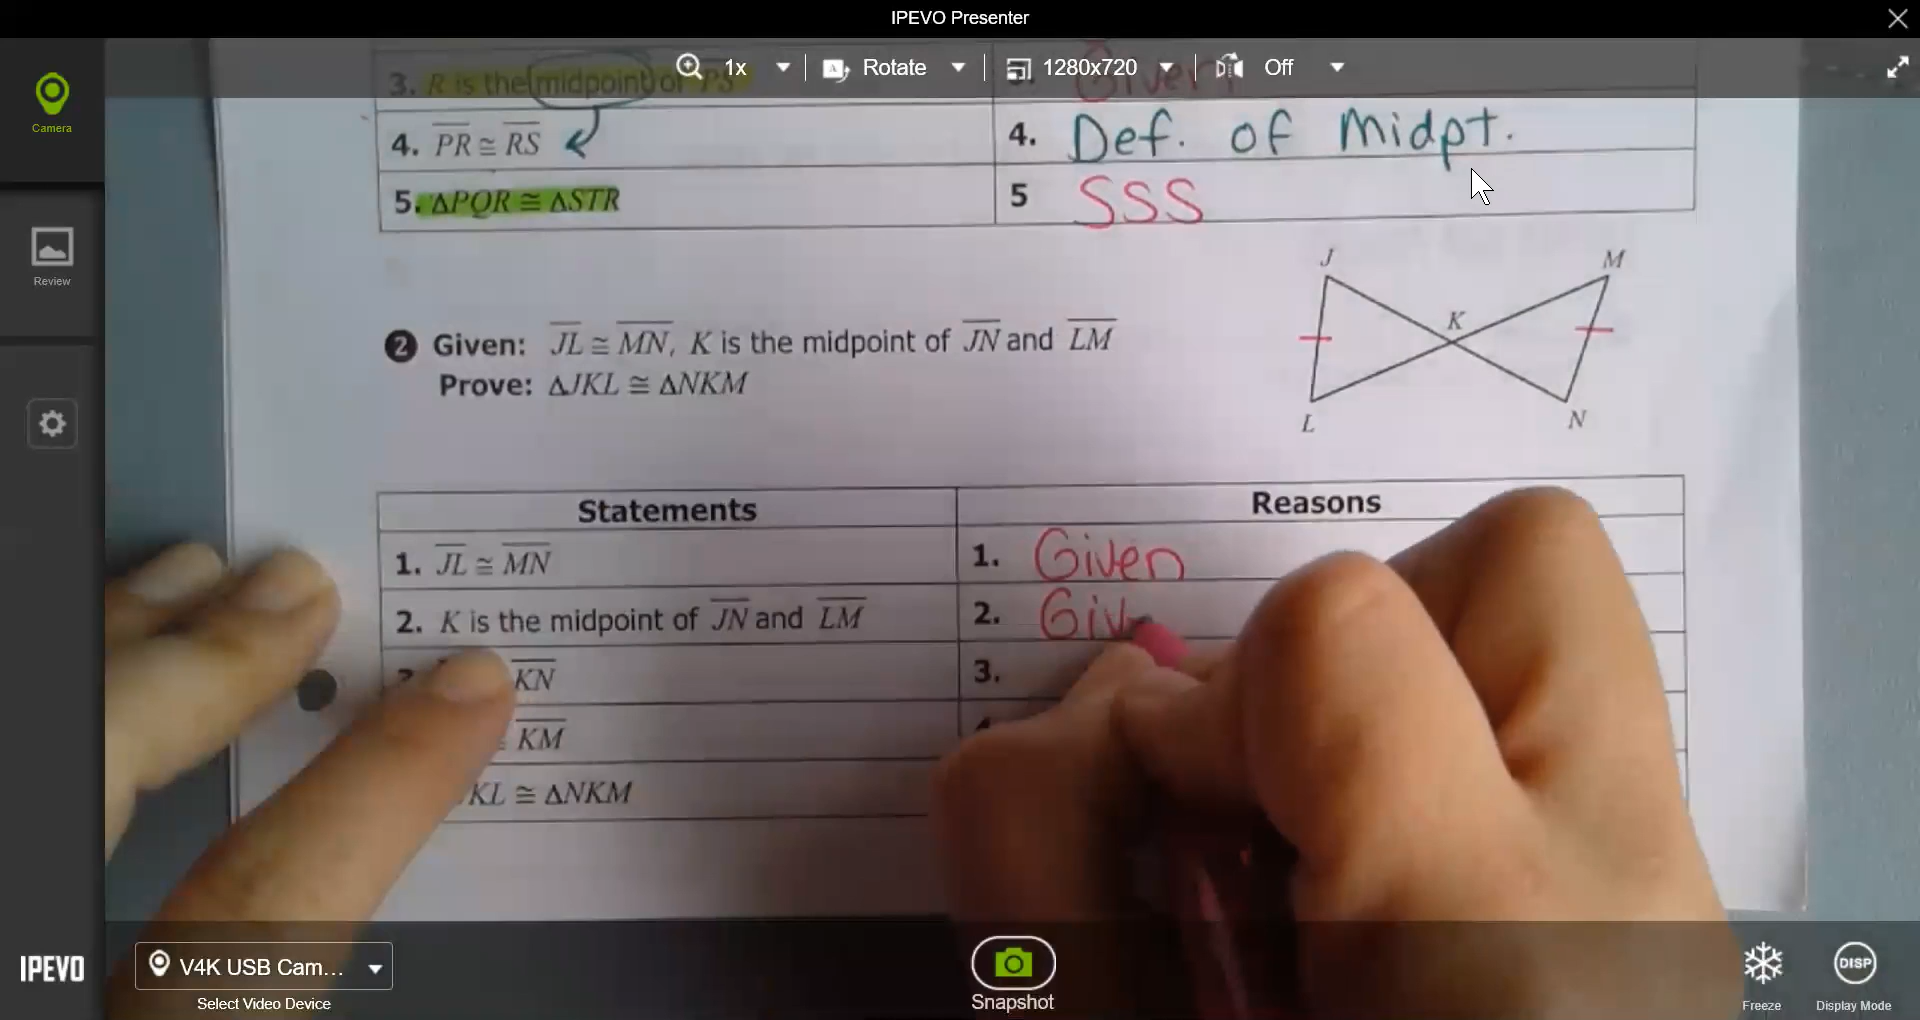 IPEVO Presenter
1x Rotate 1280x720 Off
Camera
3. R is the midpoint of PS 3. Given
4. PR ≅ RS 4. Def. of Midpt.
5. ΔPQR ≅ ΔSTR 5 SSS
Review
J M
K
L N
2 Given: JL ≅ MN, K is the midpoint of JN and LM
Prove: ΔJKL ≅ ΔNKM
Statements Reasons
1. JL ≅ MN 1. Given
2. K is the midpoint of JN and LM 2. Giv
KN 3.
KM
KL ≅ ΔNKM
IPEVO
V4K USB Cam...
Select Video Device
Snapshot
Freeze
DISP
Display Mode